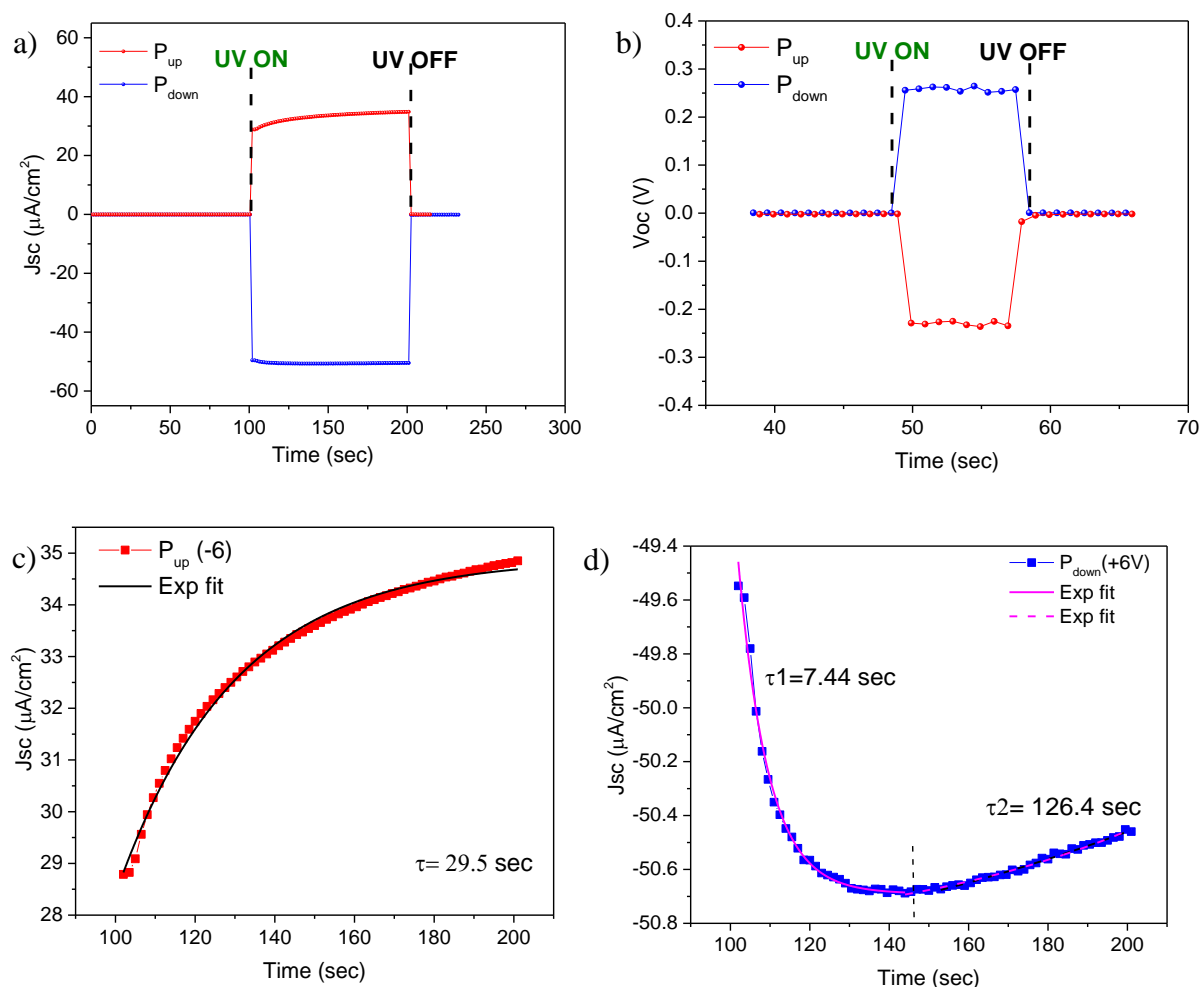 a)
60
40
20
0
-20
-40
-60
Jsc (μA/cm²)
P_up
P_down
UV ON
UV OFF
0 50 100 150 200 250 300
Time (sec)
b)
0.4
0.3
0.2
0.1
0.0
-0.1
-0.2
-0.3
-0.4
Voc (V)
P_up
P_down
UV ON
UV OFF
40 50 60 70
Time (sec)
c)
35
34
33
32
31
30
29
28
Jsc (μA/cm²)
P_up (-6)
Exp fit
τ= 29.5 sec
100 120 140 160 180 200
Time (sec)
d)
-49.4
-49.6
-49.8
-50.0
-50.2
-50.4
-50.6
-50.8
Jsc (μA/cm²)
P_down(+6V)
Exp fit
Exp fit
τ1=7.44 sec
τ2= 126.4 sec
100 120 140 160 180 200
Time (sec)